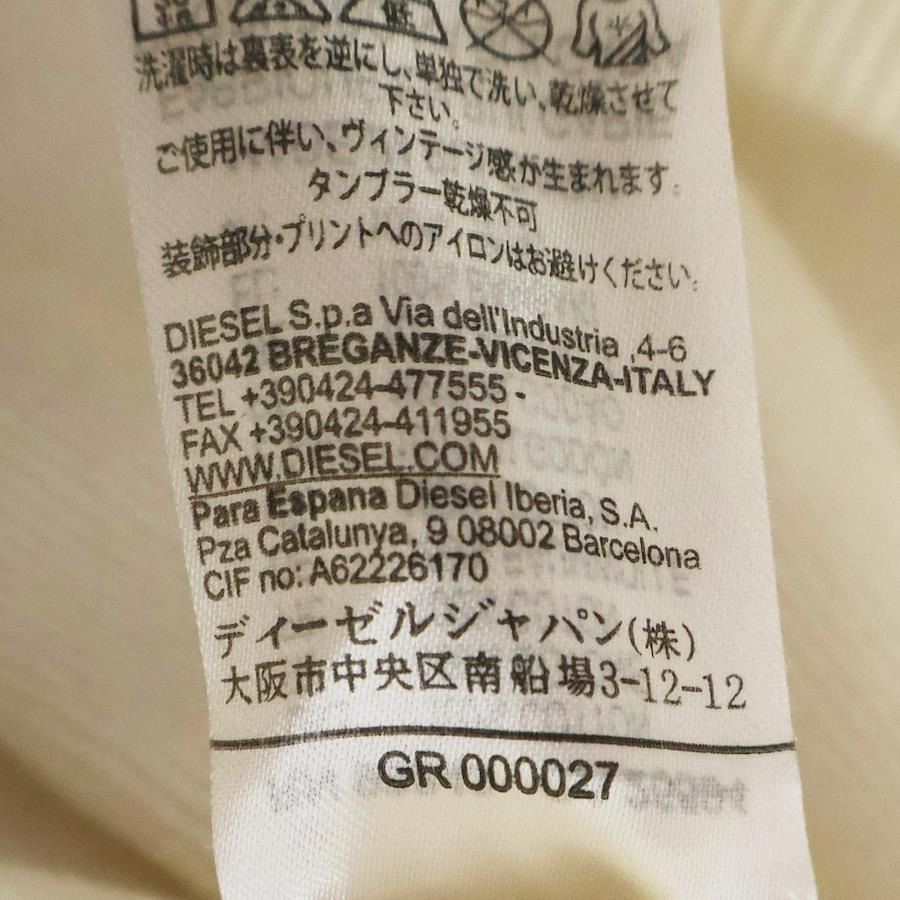 洗濯時は裏表を逆にし、単独で洗い、乾燥させて
下さい。
ご使用に伴い、ヴィンテージ感が生まれます。
タンブラー乾燥不可
装飾部分・プリントへのアイロンはお避けください。
DIESEL S.p.a Via dell'Industria ,4-6
36042 BREGANZE-VICENZA-ITALY
TEL +390424-477555 -
FAX +390424-411955
WWW.DIESEL.COM
Para Espana Diesel Iberia, S.A.
Pza Catalunya, 9 08002 Barcelona
CIF no: A62226170
ディーゼルジャパン(株)
大阪市中央区南船場3-12-12
GR 000027